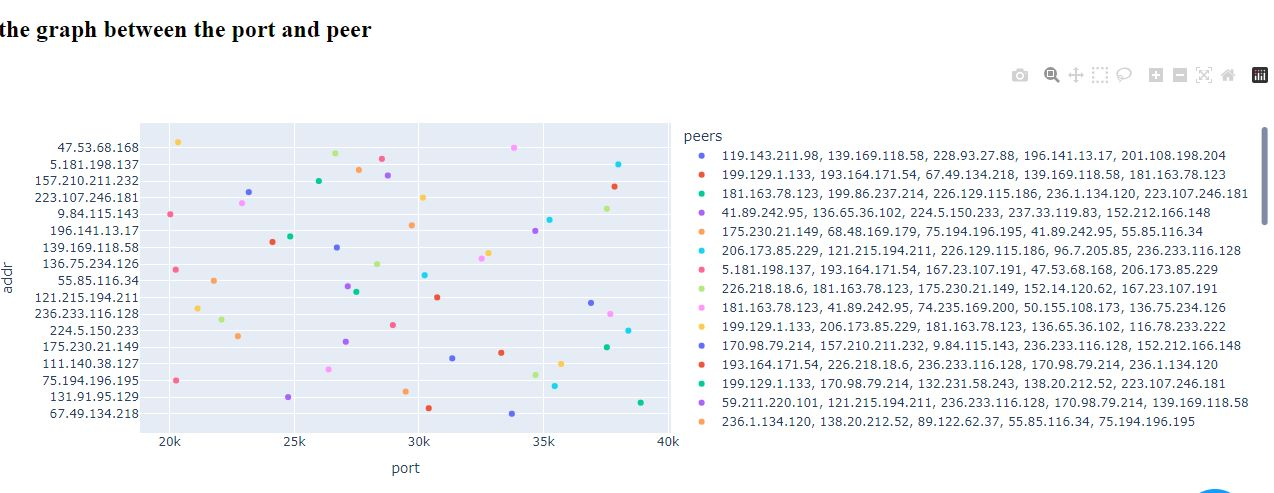 the graph between the port and peer
47.53.68.168
5.181.198.137
157.210.211.232
223.107.246.181
9.84.115.143
196.141.13.17
139.169.118.58
136.75.234.126
55.85.116.34
121.215.194.211
236.233.116.128
224.5.150.233
175.230.21.149
111.140.38.127
75.194.196.195
131.91.95.129
67.49.134.218
addr
20k
25k
30k
35k
40k
port
peers
119.143.211.98, 139.169.118.58, 228.93.27.88, 196.141.13.17, 201.108.198.204
199.129.1.133, 193.164.171.54, 67.49.134.218, 139.169.118.58, 181.163.78.123
181.163.78.123, 199.86.237.214, 226.129.115.186, 236.1.134.120, 223.107.246.181
41.89.242.95, 136.65.36.102, 224.5.150.233, 237.33.119.83, 152.212.166.148
175.230.21.149, 68.48.169.179, 75.194.196.195, 41.89.242.95, 55.85.116.34
206.173.85.229, 121.215.194.211, 226.129.115.186, 96.7.205.85, 236.233.116.128
5.181.198.137, 193.164.171.54, 167.23.107.191, 47.53.68.168, 206.173.85.229
226.218.18.6, 181.163.78.123, 175.230.21.149, 152.14.120.62, 167.23.107.191
181.163.78.123, 41.89.242.95, 74.235.169.200, 50.155.108.173, 136.75.234.126
199.129.1.133, 206.173.85.229, 181.163.78.123, 136.65.36.102, 116.78.233.222
170.98.79.214, 157.210.211.232, 9.84.115.143, 236.233.116.128, 152.212.166.148
193.164.171.54, 226.218.18.6, 236.233.116.128, 170.98.79.214, 236.1.134.120
199.129.1.133, 170.98.79.214, 132.231.58.243, 138.20.212.52, 223.107.246.181
59.211.220.101, 121.215.194.211, 236.233.116.128, 170.98.79.214, 139.169.118.58
236.1.134.120, 138.20.212.52, 89.122.62.37, 55.85.116.34, 75.194.196.195